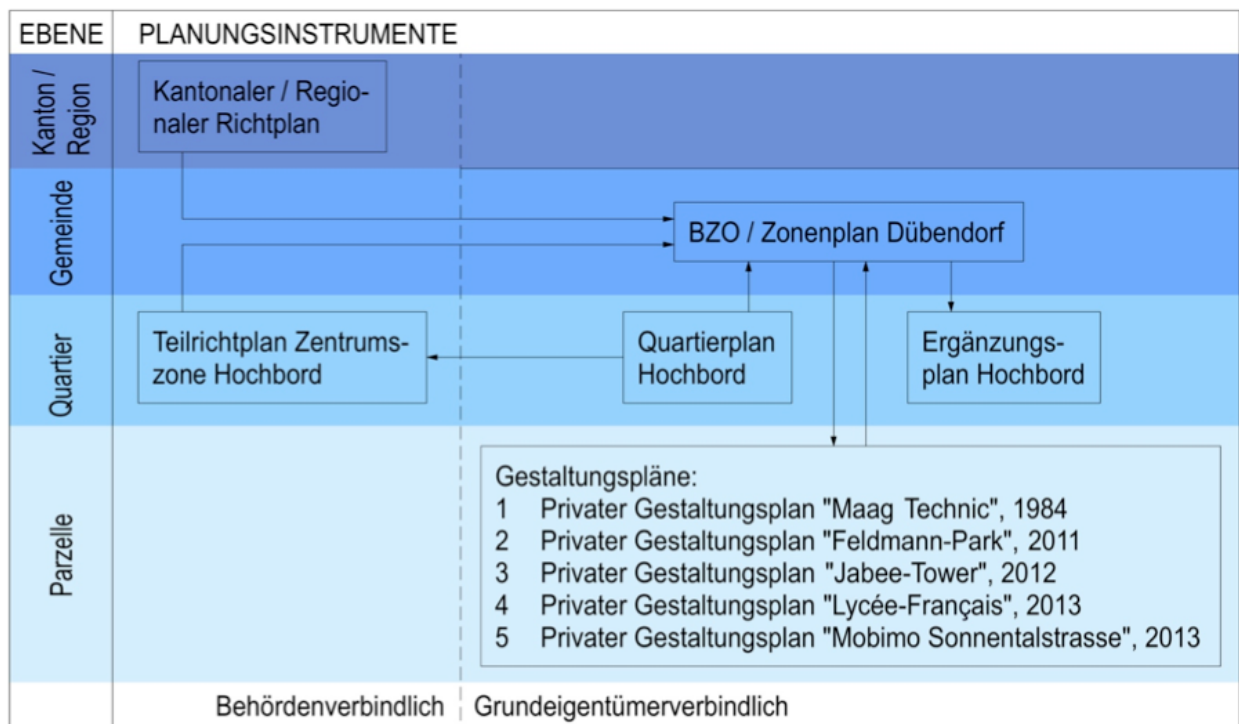 EBENE PLANUNGSINSTRUMENTE
Kanton /
Region
Kantonaler / Regio-
naler Richtplan
Gemeinde
BZO / Zonenplan Dübendorf
Quartier
Teilrichtplan Zentrums-
zone Hochbord
Quartierplan
Hochbord
Ergänzungs-
plan Hochbord
Parzelle
Gestaltungspläne:
1 Privater Gestaltungsplan "Maag Technic", 1984
2 Privater Gestaltungsplan "Feldmann-Park", 2011
3 Privater Gestaltungsplan "Jabee-Tower", 2012
4 Privater Gestaltungsplan "Lycée-Français", 2013
5 Privater Gestaltungsplan "Mobimo Sonnentalstrasse", 2013
Behördenverbindlich Grundeigentümerverbindlich